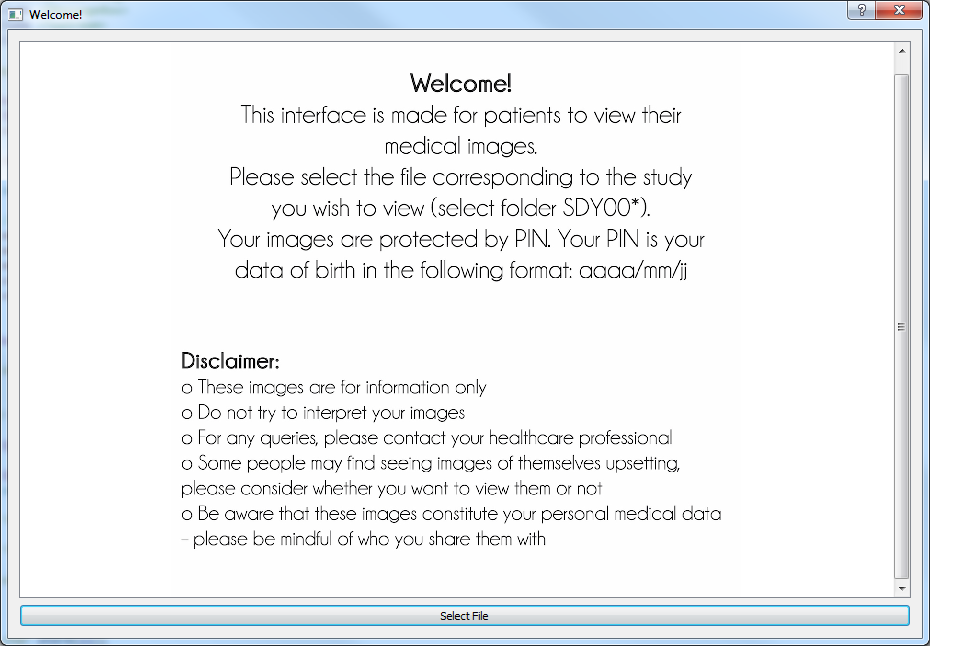 Welcome!
Welcome!
This interface is made for patients to view their
medical images.
Please select the file corresponding to the study
you wish to view (select folder SDY00*).
Your images are protected by PIN. Your PIN is your
data of birth in the following format: aaaa/mm/jj
Disclaimer:
o These images are for information only
o Do not try to interpret your images
o For any queries, please contact your healthcare professional
o Some people may find seeing images of themselves upsetting,
please consider whether you want to view them or not
o Be aware that these images constitute your personal medical data
– please be mindful of who you share them with
Select File